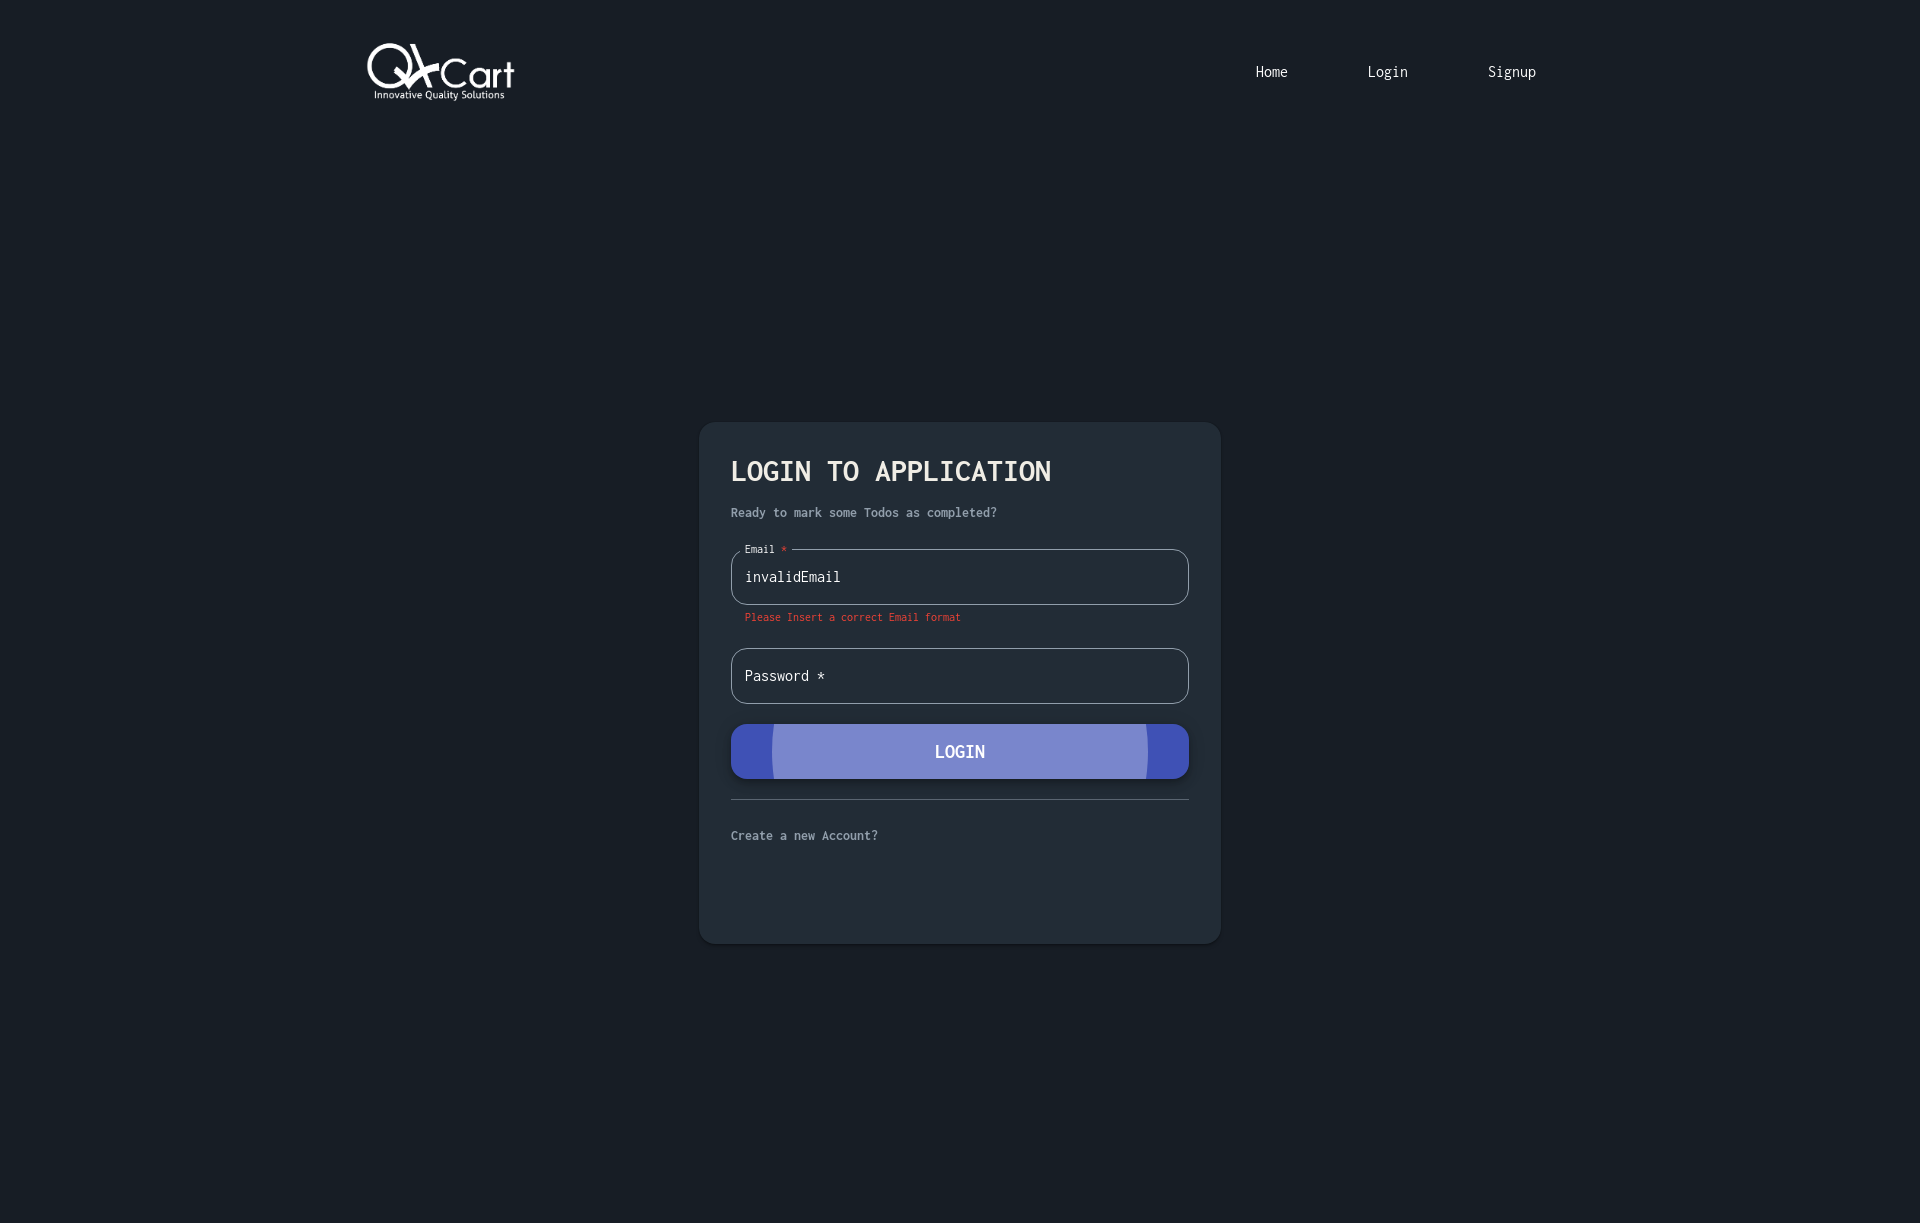 QACart
Innovative Quality Solutions
Home
Login
Signup
LOGIN TO APPLICATION
Ready to mark some Todos as completed?
Email *
invalidEmail
Please Insert a correct Email format
Password *
LOGIN
Create a new Account?